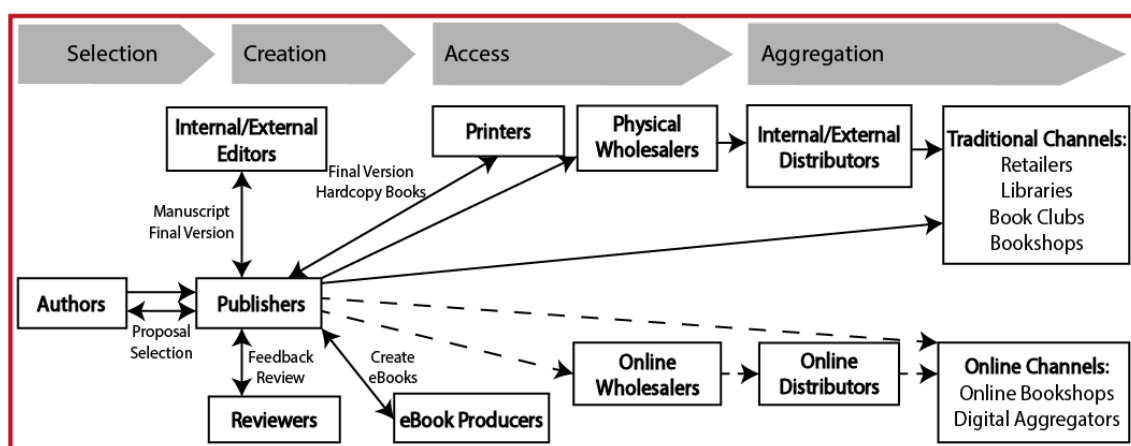 Selection
Creation
Access
Aggregation
Internal/External
Editors
Printers
Physical
Wholesalers
Internal/External
Distributors
Traditional Channels:
Retailers
Libraries
Book Clubs
Bookshops
Final Version
Hardcopy Books
Manuscript
Final Version
Authors
Publishers
Proposal
Selection
Feedback
Review
Create
eBooks
Reviewers
eBook Producers
Online
Wholesalers
Online
Distributors
Online Channels:
Online Bookshops
Digital Aggregators